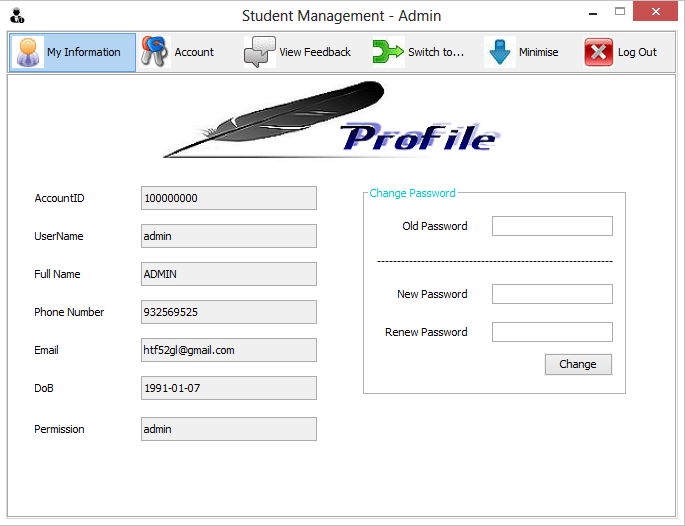 Student Management - Admin
My Information Account View Feedback Switch to... Minimise Log Out
Profile
AccountID 100000000
UserName admin
Full Name ADMIN
Phone Number 932569525
Email htf52gl@gmail.com
DoB 1991-01-07
Permission admin
Change Password
Old Password
New Password
Renew Password
Change